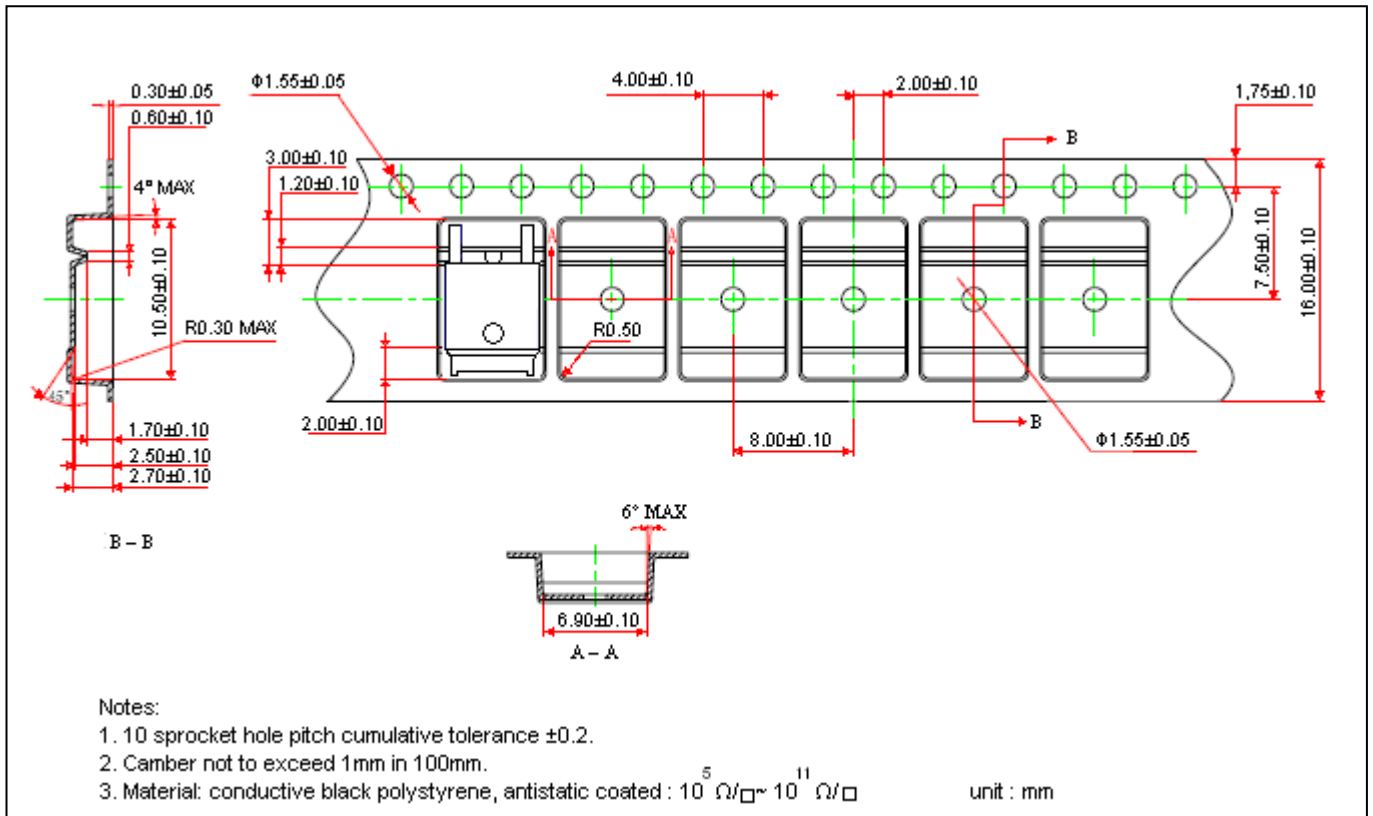 0.30±0.05
Φ1.55±0.05
4.00±0.10
2.00±0.10
1,75±0.10
0.60±0.10
B
3.00±0.10
4° MAX
1.20±0.10
A
A
7.50±0.10
16.00±0.10
10.50±0.10
R0.30 MAX
R0.50
45°
2.00±0.10
B
1.70±0.10
8.00±0.10
Φ1.55±0.05
2.50±0.10
2.70±0.10
6° MAX
B – B
6.90±0.10
A – A
Notes:
1. 10 sprocket hole pitch cumulative tolerance ±0.2.
2. Camber not to exceed 1mm in 100mm.
3. Material: conductive black polystyrene, antistatic coated : 10⁵ Ω/□~ 10¹¹ Ω/□ unit : mm